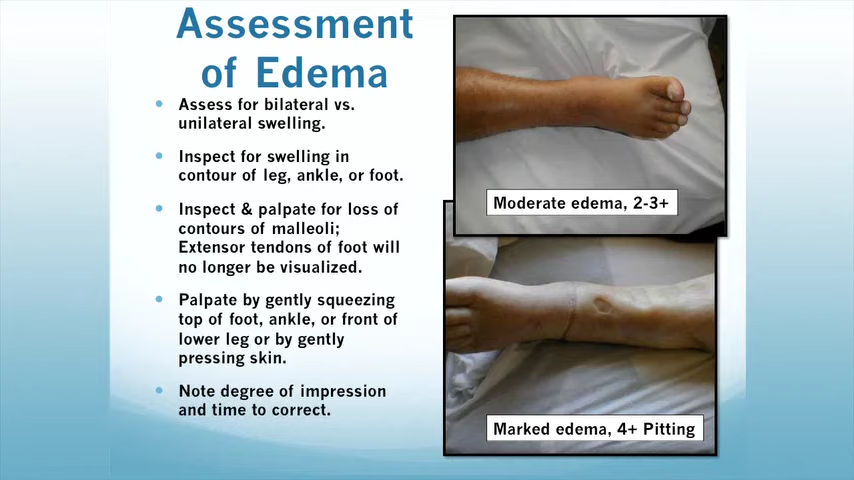 Assessment
of Edema
Assess for bilateral vs.
unilateral swelling.
Inspect for swelling in
contour of leg, ankle, or foot.
Inspect & palpate for loss of
contours of malleoli;
Extensor tendons of foot will
no longer be visualized.
Palpate by gently squeezing
top of foot, ankle, or front of
lower leg or by gently
pressing skin.
Note degree of impression
and time to correct.
Moderate edema, 2-3+
Marked edema, 4+ Pitting